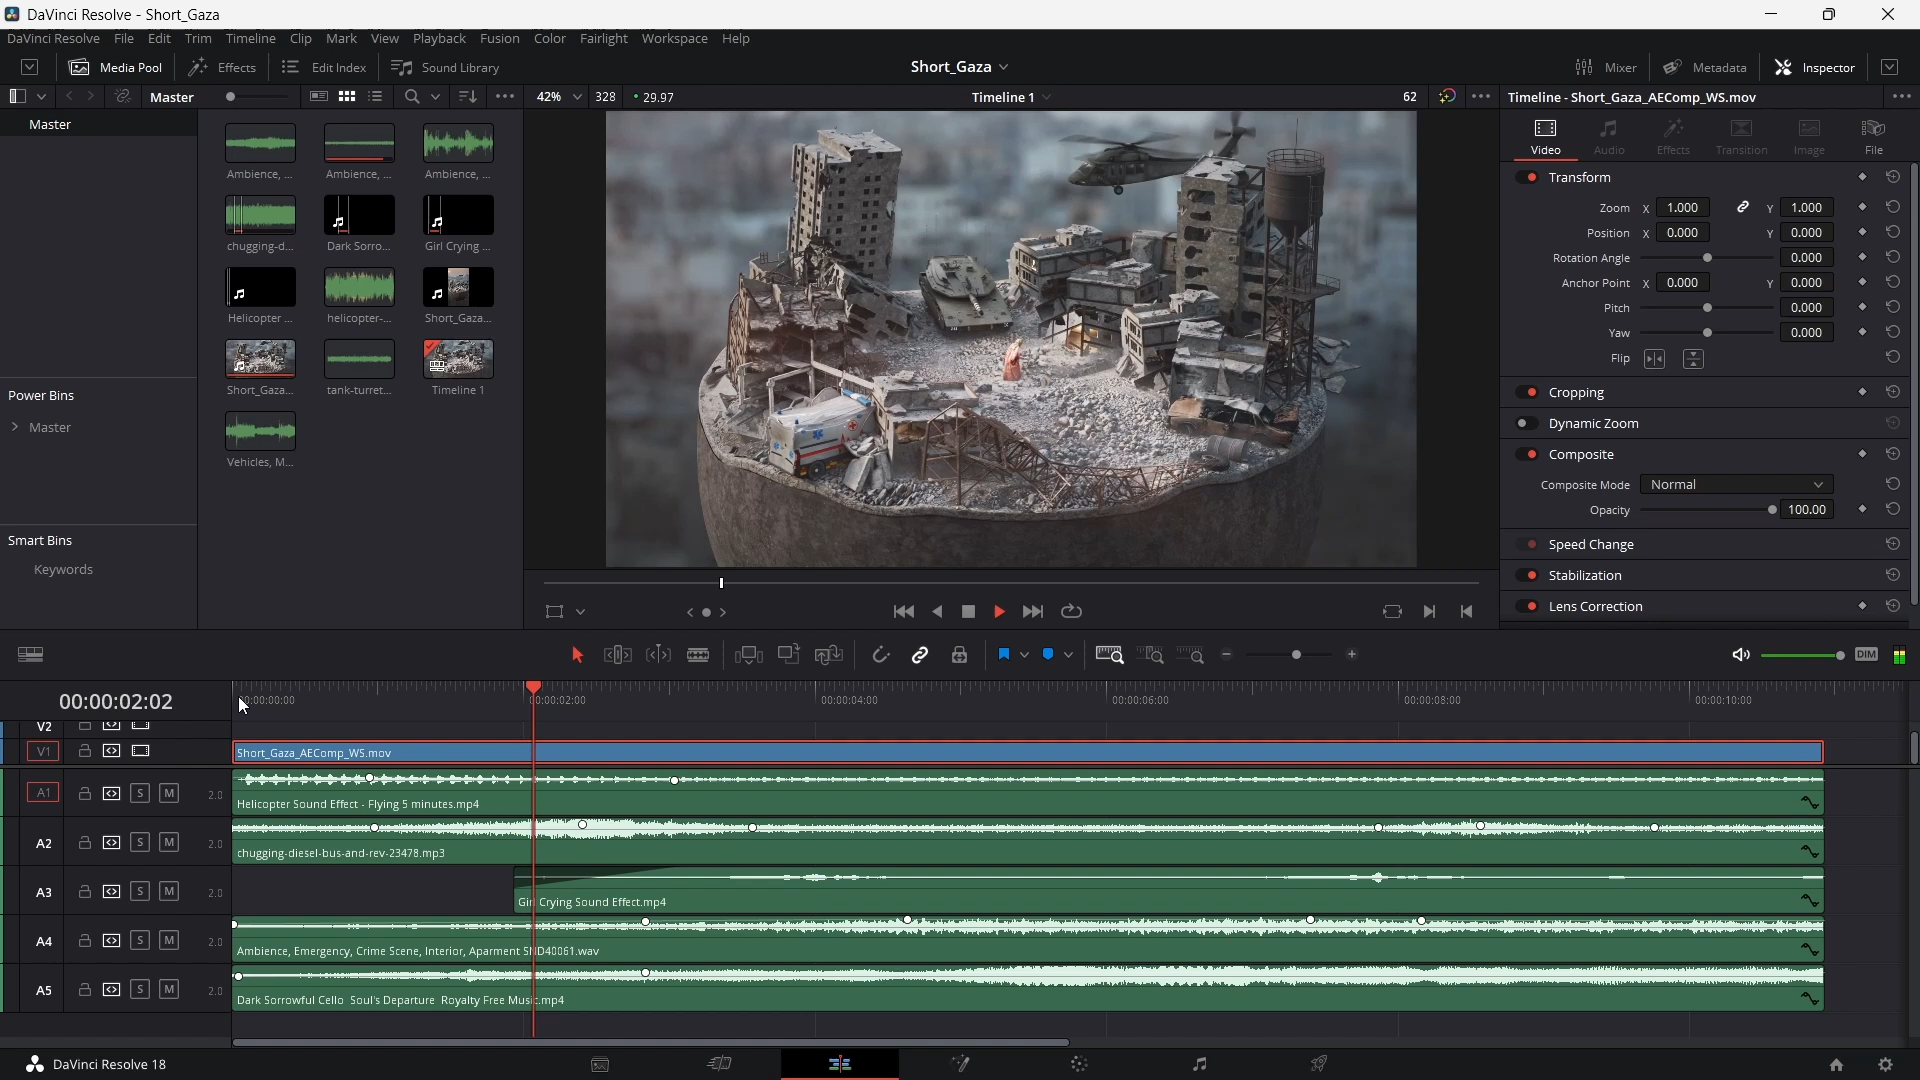 DaVinci Resolve - Short_Gaza
DaVinci Resolve File Edit Trim Timeline Clip Mark View Playback Fusion Color Fairlight Workspace Help
Media Pool Effects Edit Index Sound Library Short_Gaza Mixer Metadata Inspector
Master 42% 328 29.97 Timeline 1 62 Timeline - Short_Gaza_AEComp_WS.mov
Master
Video Audio Effects Transition Image File
Ambience, ... Ambience, ... Ambience, ...
Transform
Zoom X 1.000 Y 1.000
Position X 0.000 Y 0.000
chugging-d... Dark Sorro... Girl Crying ...
Rotation Angle 0.000
Anchor Point X 0.000 Y 0.000
Pitch 0.000
Helicopter ... helicopter-... Short_Gaza...
Yaw 0.000
Flip
Short_Gaza... tank-turret... Timeline 1
Power Bins
Cropping
Master
Dynamic Zoom
Composite
Vehicles, M...
Composite Mode Normal
Opacity 100.00
Smart Bins
Speed Change
Keywords
Stabilization
Lens Correction
DIM
00:00:02:02
00:00:00 00:00:02:00 00:00:04:00 00:00:06:00 00:00:08:00 00:00:10:00
V2
V1 Short_Gaza_AEComp_WS.mov
A1 S M 2.0
Helicopter Sound Effect - Flying 5 minutes.mp4
A2 S M 2.0
chugging-diesel-bus-and-rev-23478.mp3
A3 S M 2.0
Girl Crying Sound Effect.mp4
A4 S M 2.0
Ambience, Emergency, Crime Scene, Interior, Aparment SND40061.wav
A5 S M 2.0
Dark Sorrowful Cello Soul's Departure Royalty Free Music.mp4
DaVinci Resolve 18